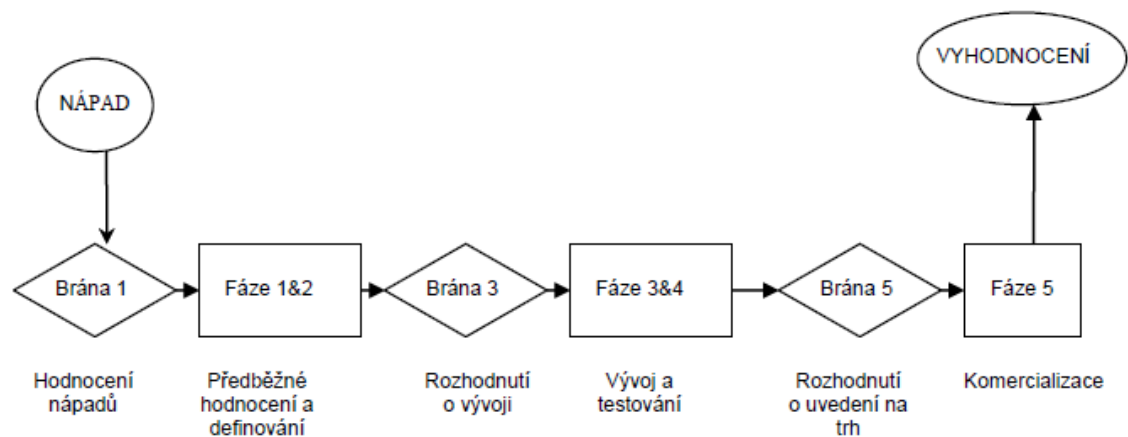 VYHODNOCENÍ
NÁPAD
Brána 1
Fáze 1&2
Brána 3
Fáze 3&4
Brána 5
Fáze 5
Hodnocení
nápadů
Předběžné
hodnocení a
definování
Rozhodnutí
o vývoji
Vývoj a
testování
Rozhodnutí
o uvedení na
trh
Komercializace